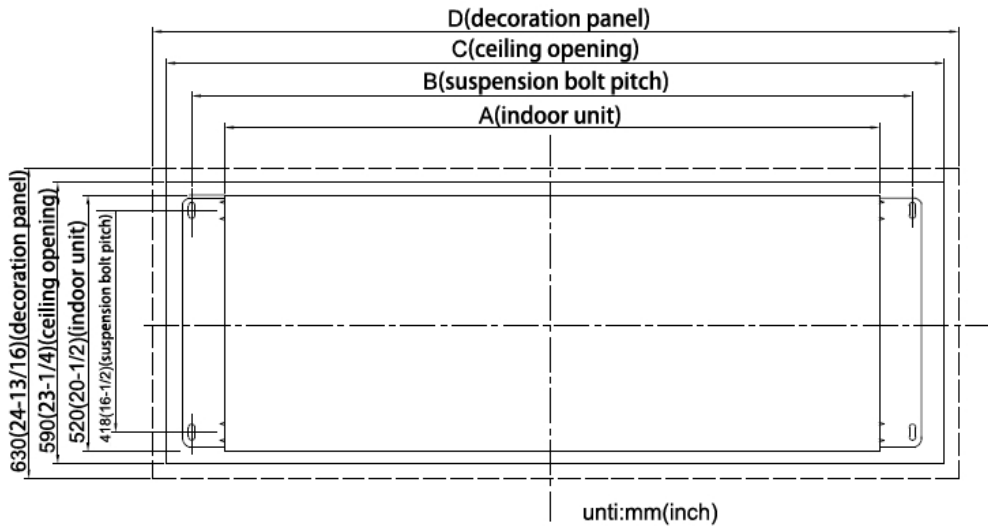 D(decoration panel)
C(ceiling opening)
B(suspension bolt pitch)
A(indoor unit)
630(24-13/16)(decoration panel)
590(23-1/4)(ceiling opening)
520(20-1/2)(indoor unit)
418(16-1/2)(suspension bolt pitch)
unti:mm(inch)